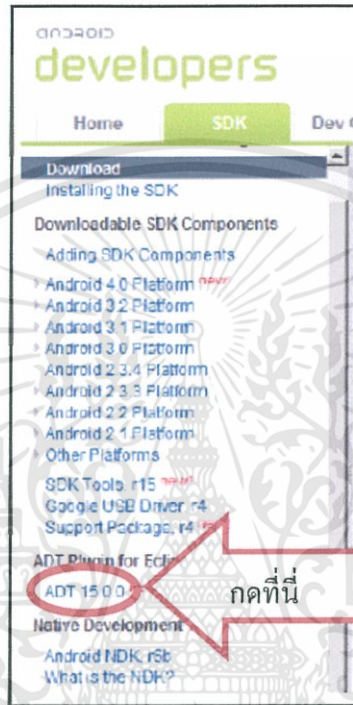 android
developers
Home SDK Dev
Download
Installing the SDK
Downloadable SDK Components
Adding SDK Components
Android 4.0 Platform new!
Android 3.2 Platform
Android 3.1 Platform
Android 3.0 Platform
Android 2.3.4 Platform
Android 2.3.3 Platform
Android 2.2 Platform
Android 2.1 Platform
Other Platforms
SDK Tools, r15 new!
Google USB Driver, r4
Support Package, r4
ADT Plugin for
ADT 15.0.0
กดที่นี่
Native Development
Android NDK, r6b
What is the NDK?